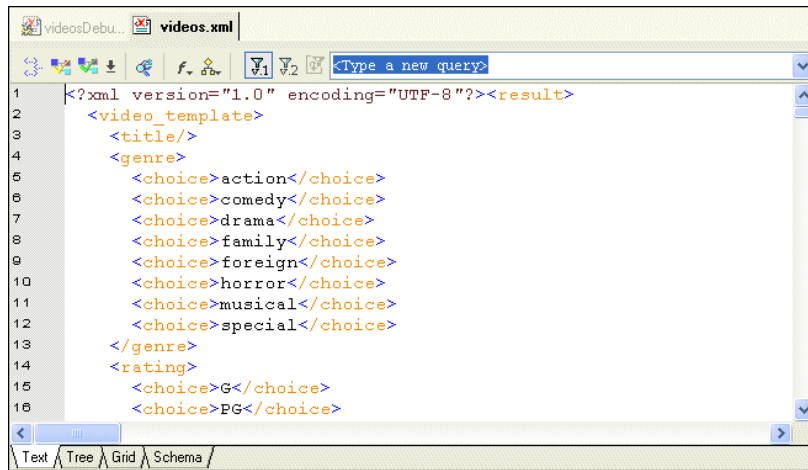 videosDebu... videos.xml
f 1 2 <Type a new query>
1 <?xml version="1.0" encoding="UTF-8"?><result>
2 <video_template>
3 <title/>
4 <genre>
5 <choice>action</choice>
6 <choice>comedy</choice>
7 <choice>drama</choice>
8 <choice>family</choice>
9 <choice>foreign</choice>
10 <choice>horror</choice>
11 <choice>musical</choice>
12 <choice>special</choice>
13 </genre>
14 <rating>
15 <choice>G</choice>
16 <choice>PG</choice>
Text Tree Grid Schema